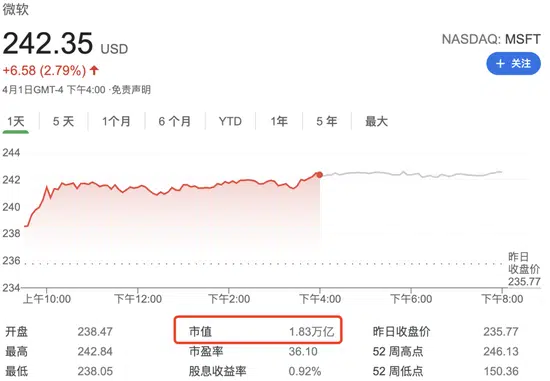 微软
242.35 USD
NASDAQ: MSFT
+6.58 (2.79%)
+ 关注
4月1日GMT-4 下午4:00 ·免责声明
1天 5 天 1个月 6 个月 YTD 1年 5 年 最大
244
242
240
238
236
234
昨日
收盘价
235.77
上午10:00 下午12:00 下午2:00 下午4:00 下午6:00 下午8:00
开盘 238.47 市值 1.83万亿 昨日收盘价 235.77
最高 242.84 市盈率 36.10 52 周高点 246.13
最低 238.05 股息收益率 0.92% 52 周低点 150.36